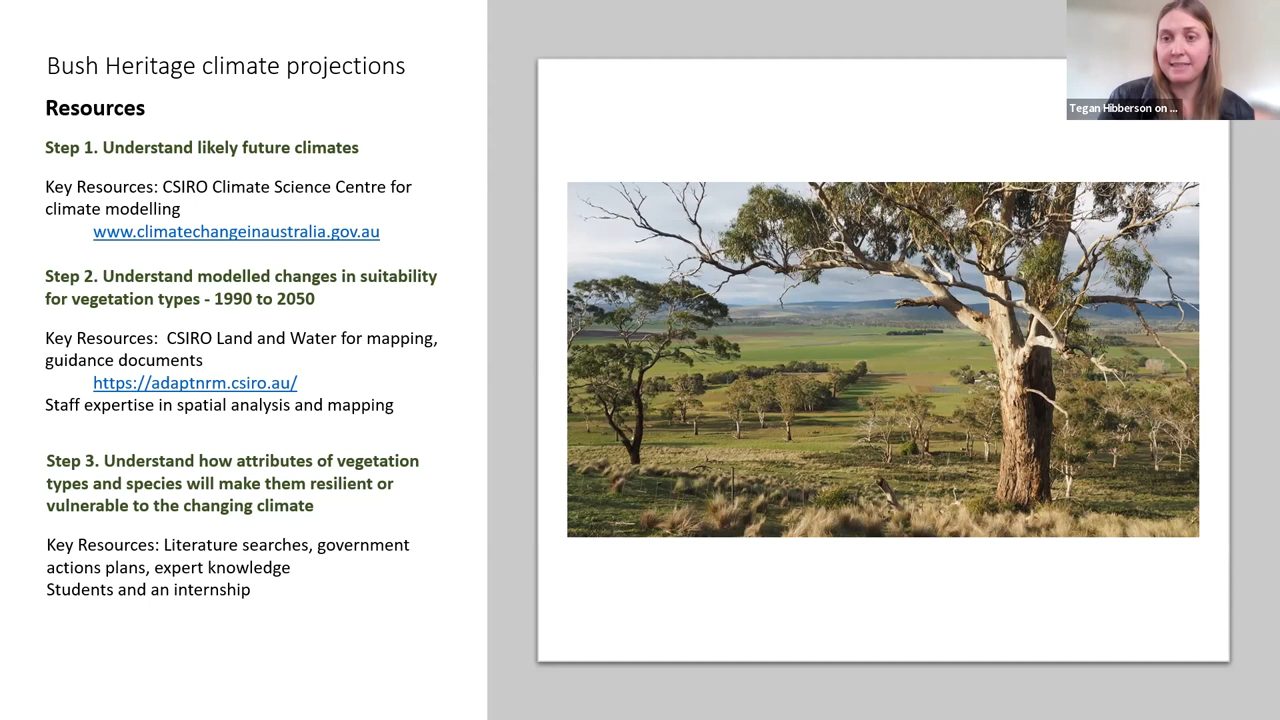 Bush Heritage climate projections
Resources
Step 1. Understand likely future climates
Key Resources: CSIRO Climate Science Centre for
climate modelling
www.climatechangeinaustralia.gov.au
Step 2. Understand modelled changes in suitability
for vegetation types - 1990 to 2050
Key Resources:  CSIRO Land and Water for mapping,
guidance documents
https://adaptnrm.csiro.au/
Staff expertise in spatial analysis and mapping
Step 3. Understand how attributes of vegetation
types and species will make them resilient or
vulnerable to the changing climate
Key Resources: Literature searches, government
actions plans, expert knowledge
Students and an internship
Tegan Hibberson on ...